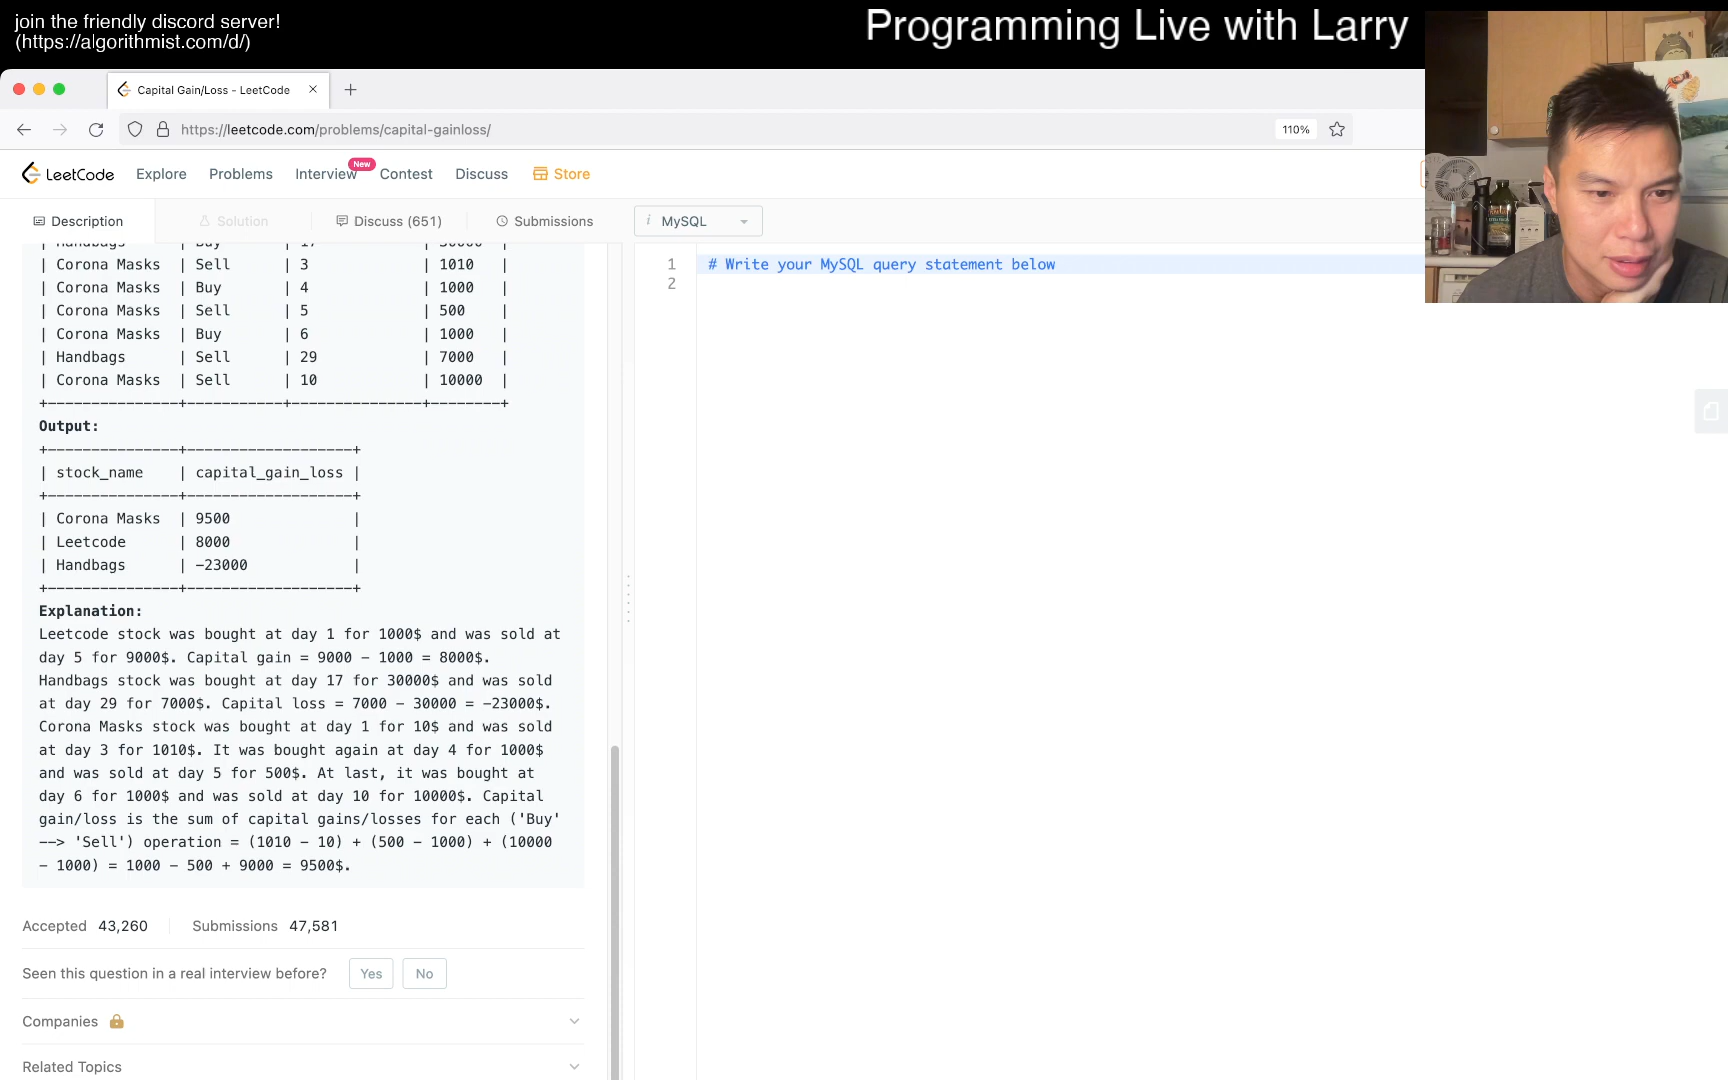 join the friendly discord server!
(https://algorithmist.com/d/)
Programming Live with Larry
Capital Gain/Loss - LeetCode
https://leetcode.com/problems/capital-gainloss/
110%
LeetCode Explore Problems Interview New Contest Discuss Store
Description Solution Discuss (651) Submissions
i MySQL
| Handbags | Buy | 17 | 30000 |
| Corona Masks | Sell | 3 | 1010 |
| Corona Masks | Buy | 4 | 1000 |
| Corona Masks | Sell | 5 | 500 |
| Corona Masks | Buy | 6 | 1000 |
| Handbags | Sell | 29 | 7000 |
| Corona Masks | Sell | 10 | 10000 |
+---------------+-----------+---------------+--------+
Output:
+---------------+-------------------+
| stock_name | capital_gain_loss |
+---------------+-------------------+
| Corona Masks | 9500 |
| Leetcode | 8000 |
| Handbags | -23000 |
+---------------+-------------------+
Explanation:
Leetcode stock was bought at day 1 for 1000$ and was sold at
day 5 for 9000$. Capital gain = 9000 - 1000 = 8000$.
Handbags stock was bought at day 17 for 30000$ and was sold
at day 29 for 7000$. Capital loss = 7000 - 30000 = -23000$.
Corona Masks stock was bought at day 1 for 10$ and was sold
at day 3 for 1010$. It was bought again at day 4 for 1000$
and was sold at day 5 for 500$. At last, it was bought at
day 6 for 1000$ and was sold at day 10 for 10000$. Capital
gain/loss is the sum of capital gains/losses for each ('Buy'
--> 'Sell') operation = (1010 - 10) + (500 - 1000) + (10000
- 1000) = 1000 - 500 + 9000 = 9500$.
Accepted 43,260 Submissions 47,581
Seen this question in a real interview before? Yes No
Companies
Related Topics
1 # Write your MySQL query statement below
2